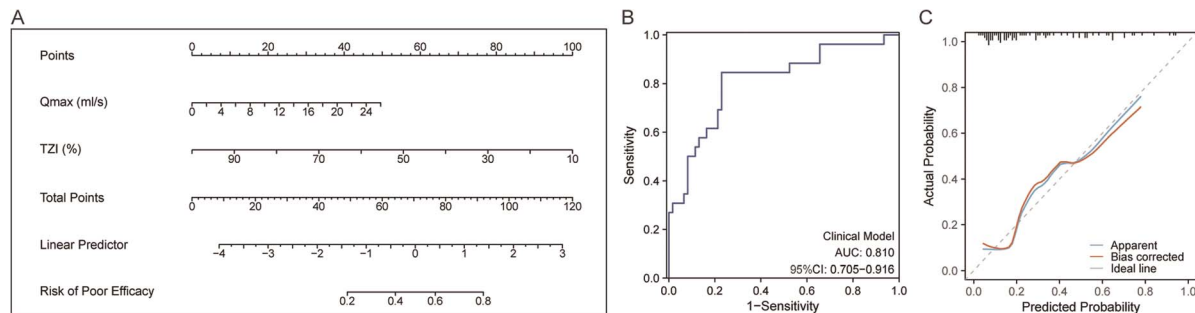 A
Points
0 20 40 60 80 100
Qmax (ml/s)
0 4 8 12 16 20 24
TZI (%)
90 70 50 30 10
Total Points
0 20 40 60 80 100 120
Linear Predictor
−4 −3 −2 −1 0 1 2 3
Risk of Poor Efficacy
0.2 0.4 0.6 0.8
B
Sensitivity
1.0
0.8
0.6
0.4
0.2
0.0
Clinical Model
AUC: 0.810
95%CI: 0.705−0.916
0.0 0.2 0.4 0.6 0.8 1.0
1−Sensitivity
C
Actual Probability
1.0
0.8
0.6
0.4
0.2
0.0
Apparent
Bias corrected
Ideal line
0.0 0.2 0.4 0.6 0.8 1.0
Predicted Probability